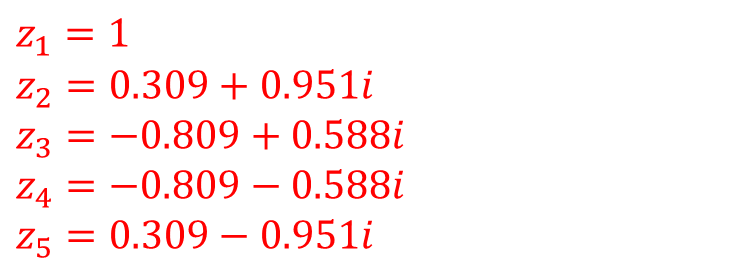 z₁ = 1
z₂ = 0.309 + 0.951i
z₃ = −0.809 + 0.588i
z₄ = −0.809 − 0.588i
z₅ = 0.309 − 0.951i